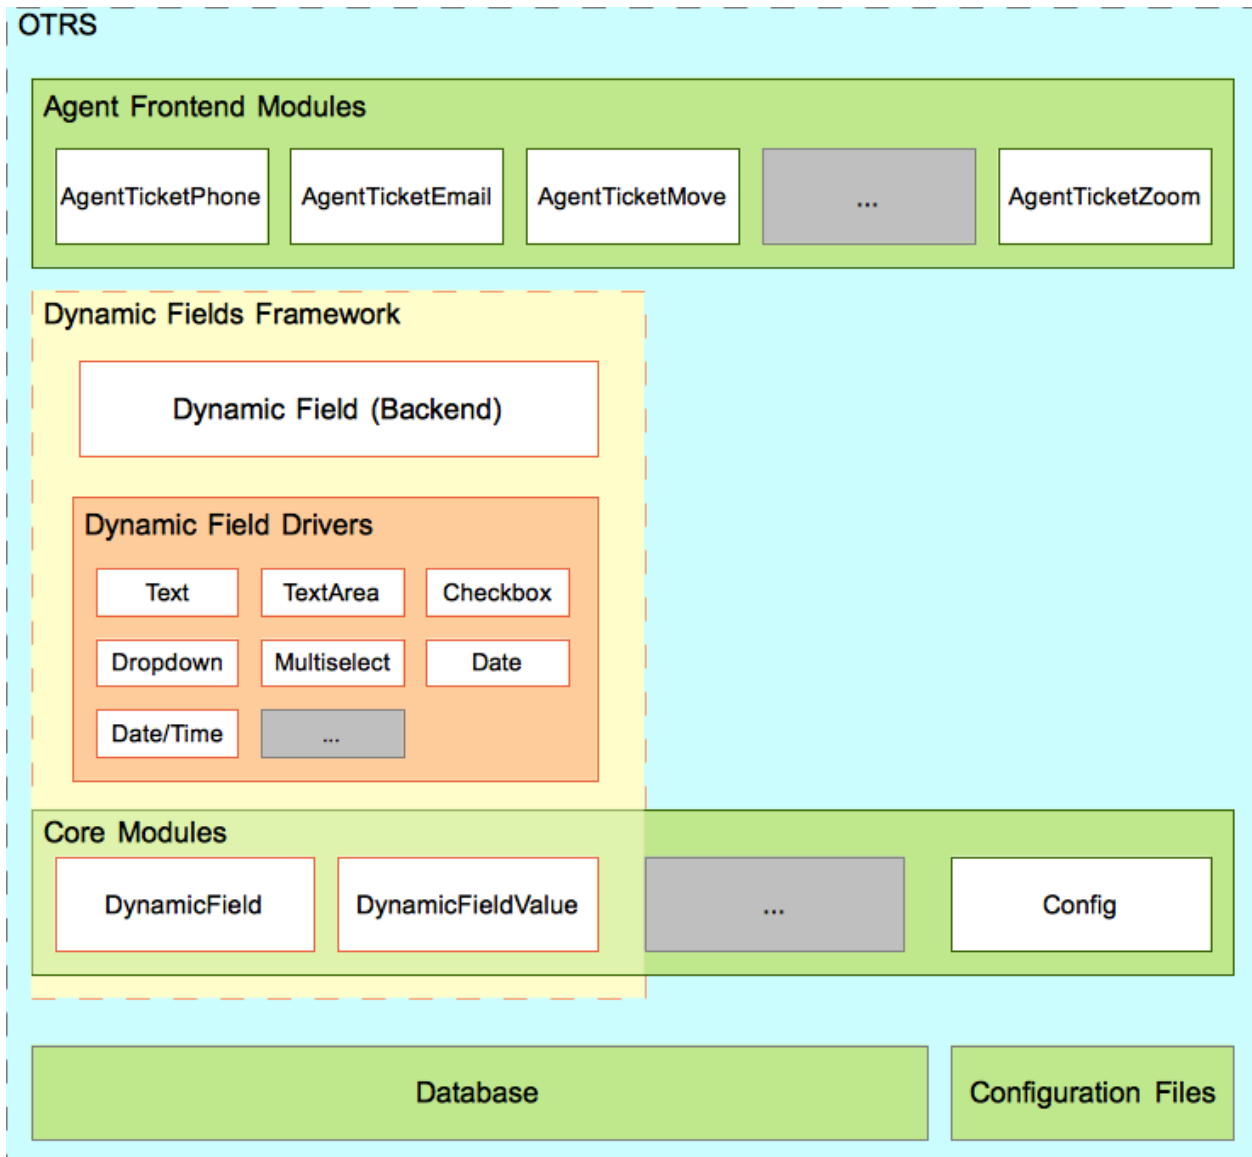 OTRS
Agent Frontend Modules
AgentTicketPhone
AgentTicketEmail
AgentTicketMove
...
AgentTicketZoom
Dynamic Fields Framework
Dynamic Field (Backend)
Dynamic Field Drivers
Text
TextArea
Checkbox
Dropdown
Multiselect
Date
Date/Time
...
Core Modules
DynamicField
DynamicFieldValue
...
Config
Database
Configuration Files